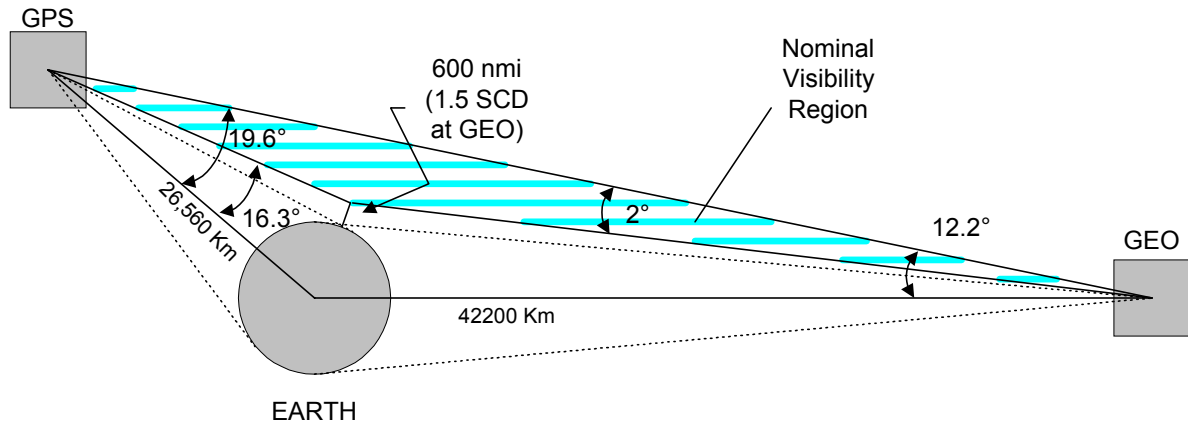 GPS
600 nmi
(1.5 SCD
at GEO)
Nominal
Visibility
Region
19.6°
26,560 Km
16.3°
2°
12.2°
GEO
42200 Km
EARTH